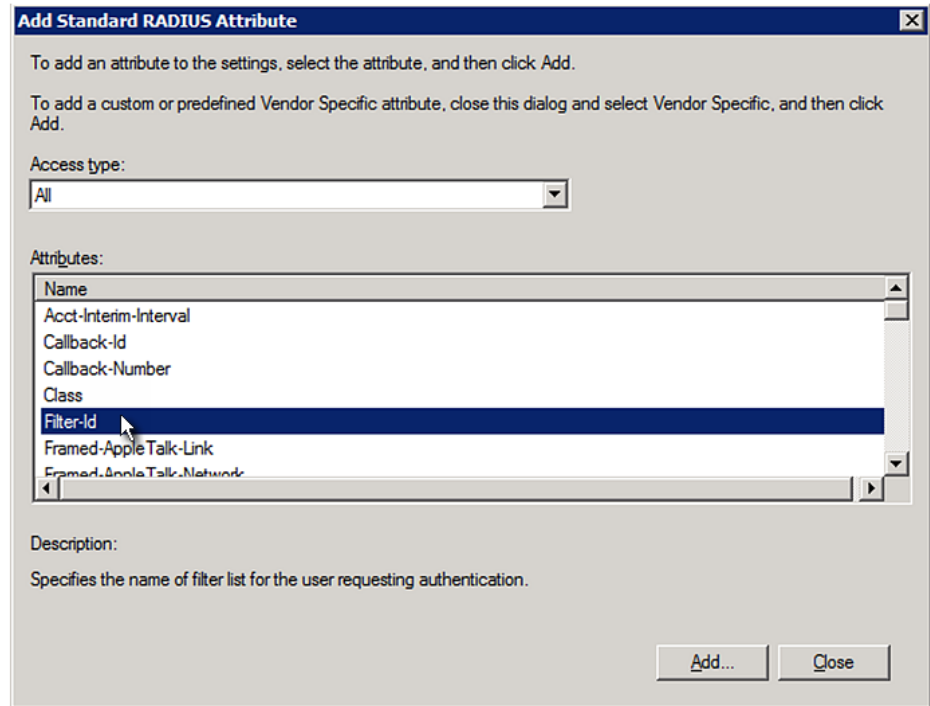 Add Standard RADIUS Attribute
To add an attribute to the settings, select the attribute, and then click Add.
To add a custom or predefined Vendor Specific attribute, close this dialog and select Vendor Specific, and then click
Add.
Access type:
All
Attributes:
Name
Acct-Interim-Interval
Callback-Id
Callback-Number
Class
Filter-Id
Framed-AppleTalk-Link
Framed-AppleTalk-Network
Description:
Specifies the name of filter list for the user requesting authentication.
Add... Close